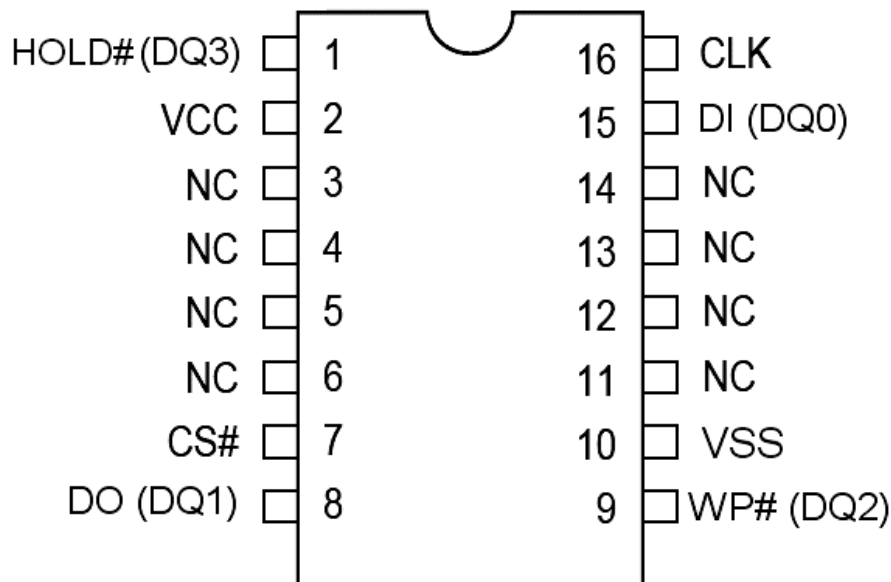 HOLD# (DQ3) 1 16 CLK
VCC 2 15 DI (DQ0)
NC 3 14 NC
NC 4 13 NC
NC 5 12 NC
NC 6 11 NC
CS# 7 10 VSS
DO (DQ1) 8 9 WP# (DQ2)